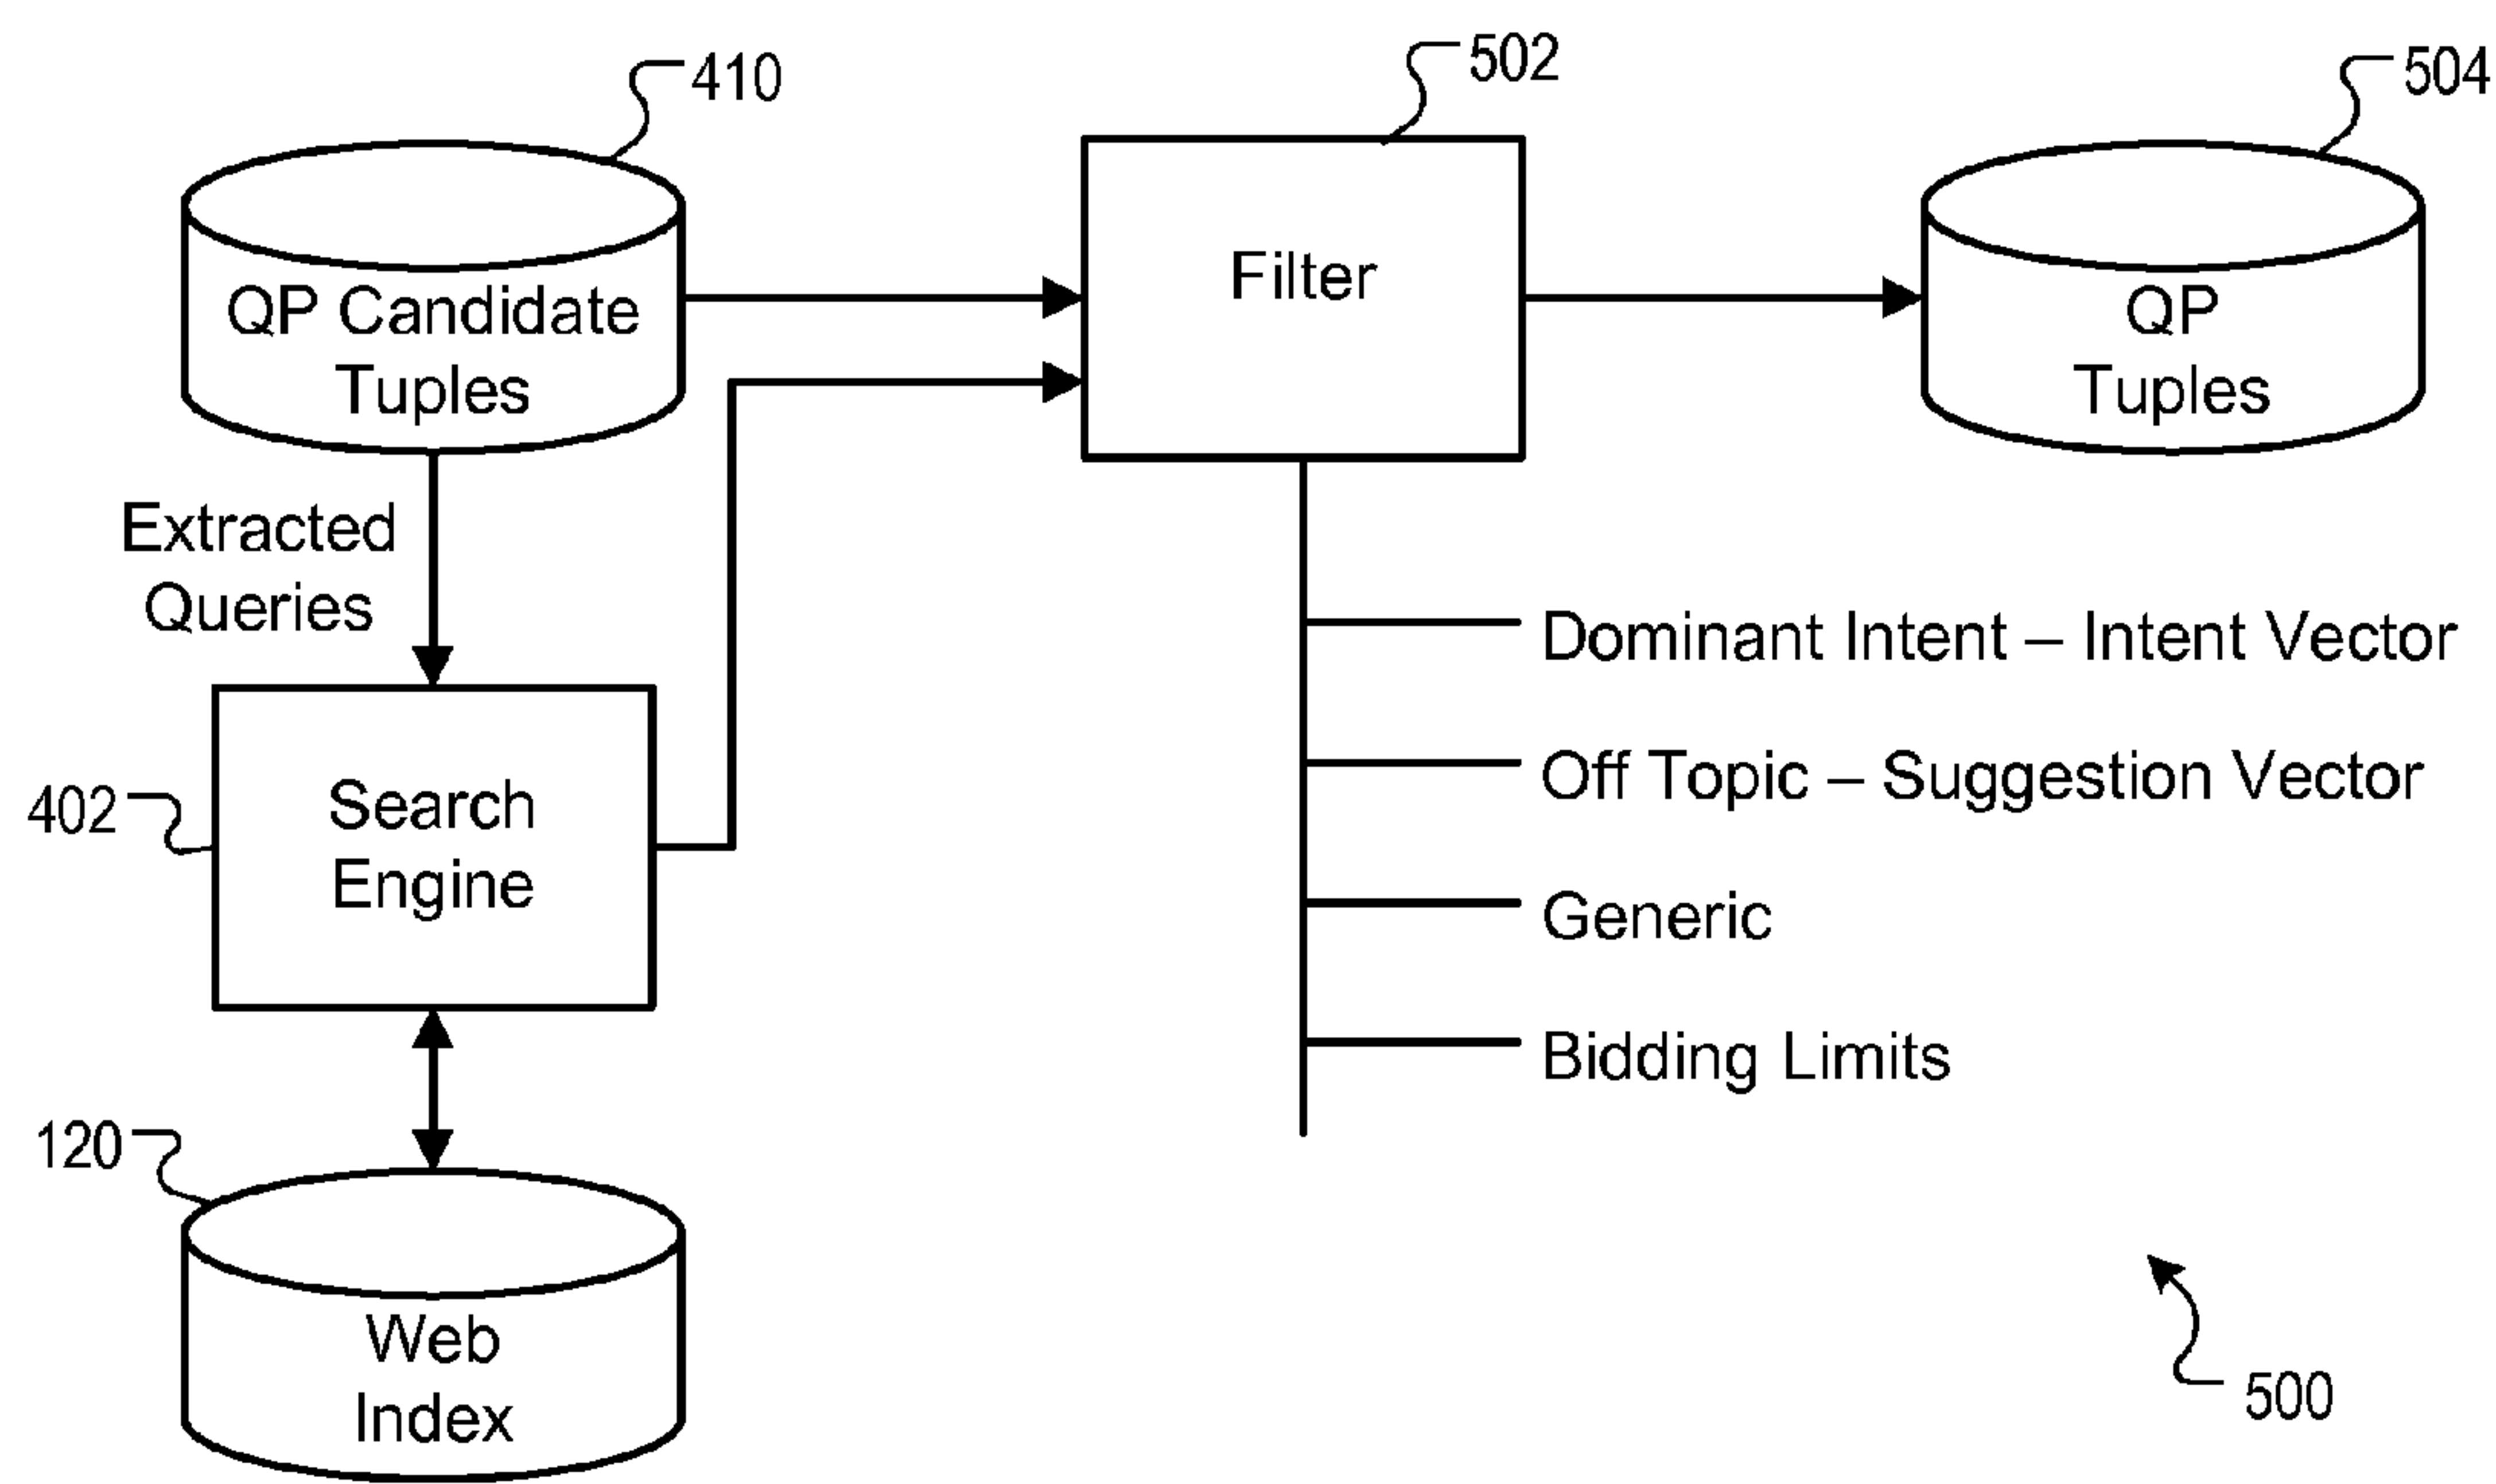 410
502
504
QP Candidate
Tuples
Filter
QP
Tuples
Extracted
Queries
Dominant Intent – Intent Vector
Off Topic – Suggestion Vector
Generic
Bidding Limits
402
Search
Engine
120
Web
Index
500